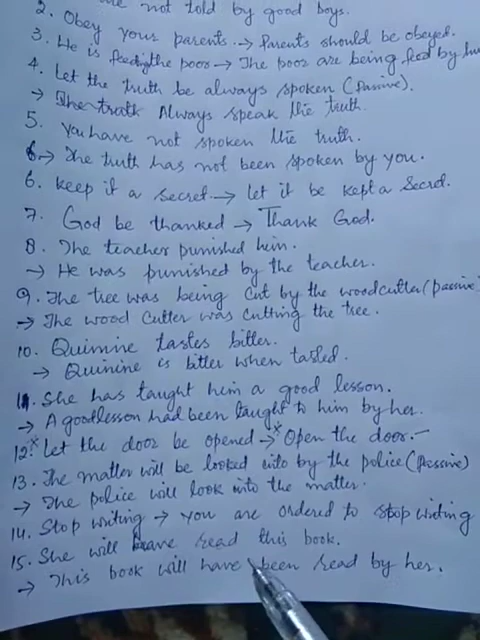 are not told by good boys.
2. Obey your parents. → Parents should be obeyed.
3. He is feeding the poor → The poor are being fed by him
4. Let the truth be always spoken (Passive).
→ The truth Always speak the truth.
5. You have not spoken the truth.
→ The truth has not been spoken by you.
6. Keep it a secret → let it be kept a Secret.
7. God be thanked → Thank God.
8. The teacher punished him.
→ He was punished by the teacher.
9. The tree was being cut by the woodcutter (passive)
→ The wood cutter was cutting the tree.
10. Quinine tastes bitter.
→ Quinine is bitter when tasted.
11. She has taught him a good lesson.
→ A good lesson had been taught to him by her.
12. Let the door be opened → Open the door.
13. The matter will be looked into by the police (Passive)
→ The police will look into the matter.
14. Stop writing → You are ordered to stop writing
15. She will have read this book.
→ This book will have been read by her.